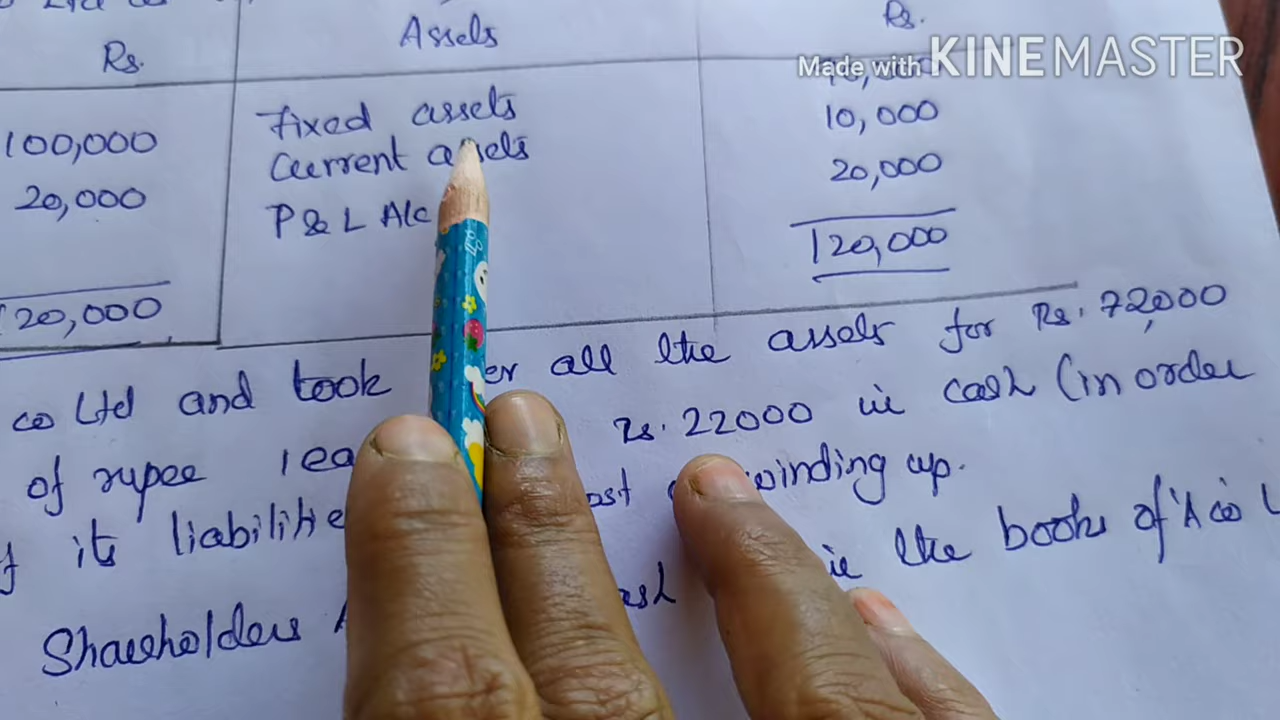 Rs.
Assets
Rs.
Made with KINEMASTER
100,000
Fixed assets
10,000
20,000
Current assets
20,000
P & L A/c
120,000
120,000
co Ltd and took all the assets for Rs. 72,000
of rupee Rs. 22000 in cash (in order
its winding up.
Shareholders in the books of 'A co